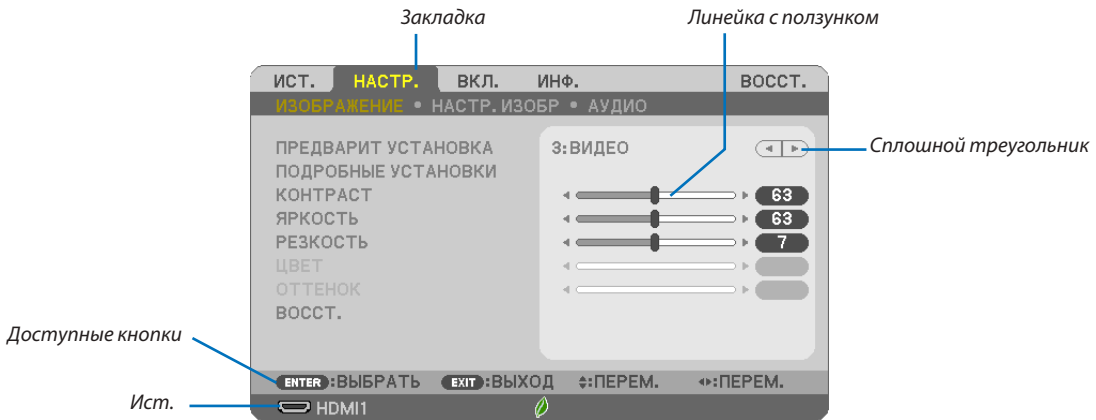 Закладка
Линейка с ползунком
ИСТ. НАСТР. ВКЛ. ИНФ. ВОССТ.
ИЗОБРАЖЕНИЕ • НАСТР. ИЗОБР • АУДИО
ПРЕДВАРИТ УСТАНОВКА 3:ВИДЕО
Сплошной треугольник
ПОДРОБНЫЕ УСТАНОВКИ
КОНТРАСТ 63
ЯРКОСТЬ 63
РЕЗКОСТЬ 7
ЦВЕТ
ОТТЕНОК
ВОССТ.
Доступные кнопки
ENTER :ВЫБРАТЬ EXIT :ВЫХОД :ПЕРЕМ. :ПЕРЕМ.
Ист.
HDMI1